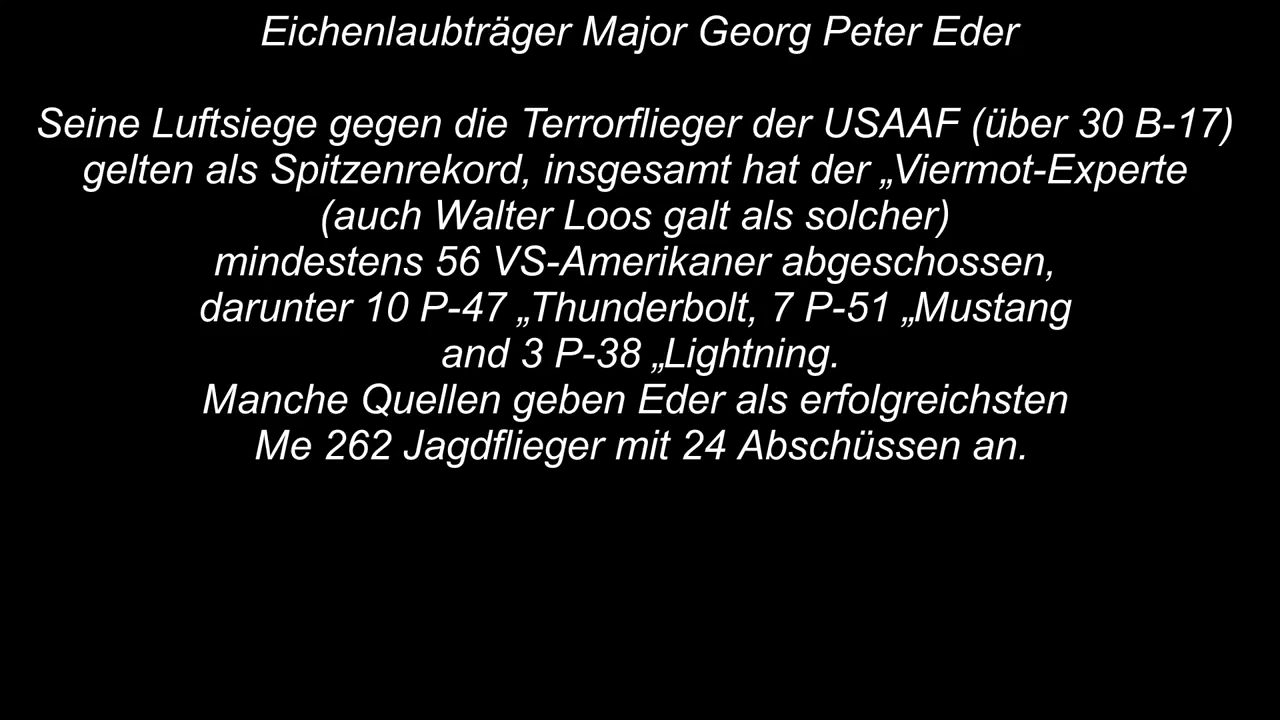 Eichenlaubträger Major Georg Peter Eder
Seine Luftsiege gegen die Terrorflieger der USAAF (über 30 B-17)
gelten als Spitzenrekord, insgesamt hat der „Viermot-Experte
(auch Walter Loos galt als solcher)
mindestens 56 VS-Amerikaner abgeschossen,
darunter 10 P-47 „Thunderbolt, 7 P-51 „Mustang
and 3 P-38 „Lightning.
Manche Quellen geben Eder als erfolgreichsten
Me 262 Jagdflieger mit 24 Abschüssen an.